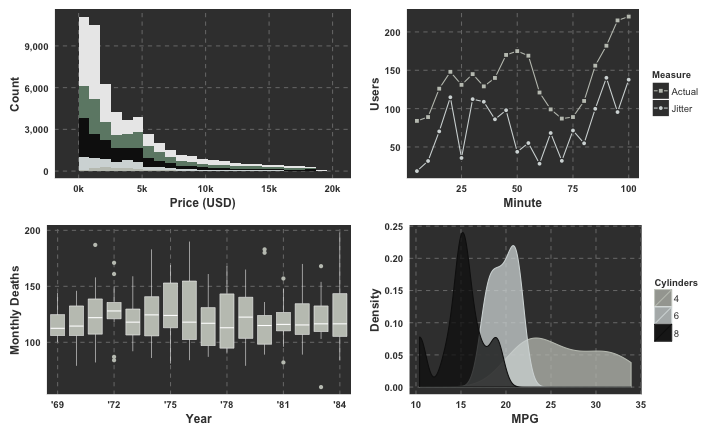 9,000
6,000
3,000
0
Count
0k 5k 10k 15k 20k
Price (USD)
200
150
100
50
Users
25 50 75 100
Minute
Measure
Actual
Jitter
200
150
100
Monthly Deaths
'69 '72 '75 '78 '81 '84
Year
0.25
0.20
0.15
0.10
0.05
0.00
Density
10 15 20 25 30 35
MPG
Cylinders
4
6
8